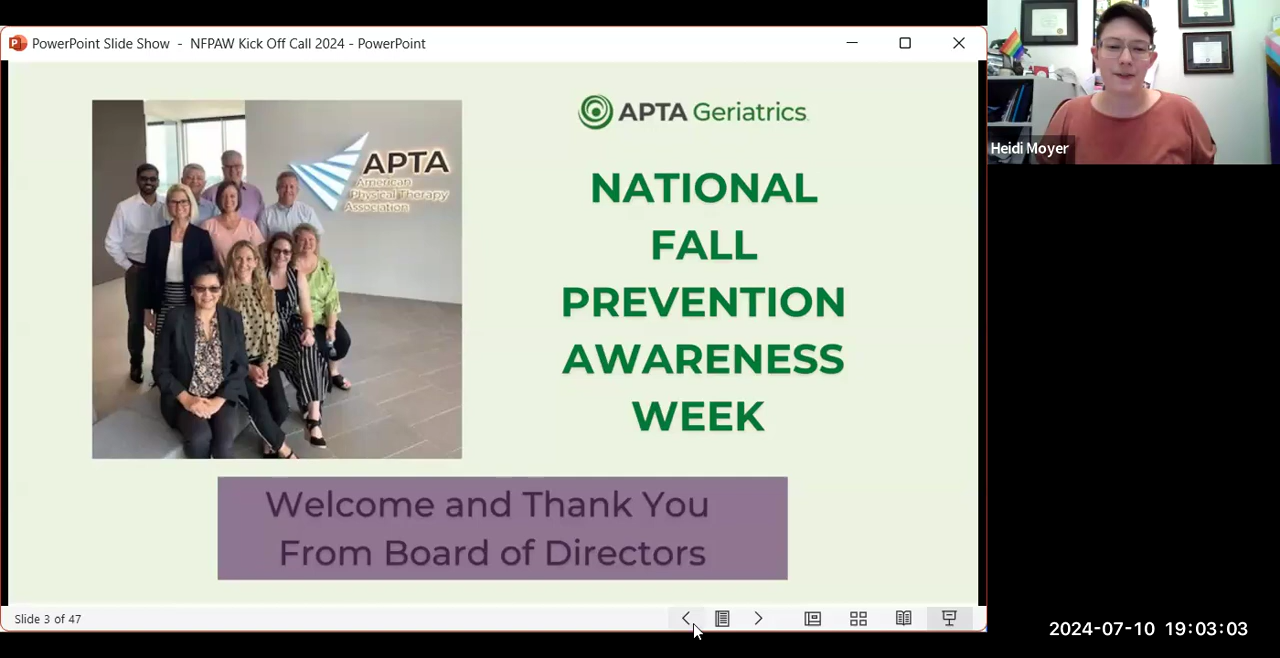 PowerPoint Slide Show - NFPAW Kick Off Call 2024 - PowerPoint
APTA Geriatrics
APTA
American
Physical Therapy
Association
NATIONAL
FALL
PREVENTION
AWARENESS
WEEK
Welcome and Thank You
From Board of Directors
Slide 3 of 47
Heidi Moyer
2024-07-10 19:03:03